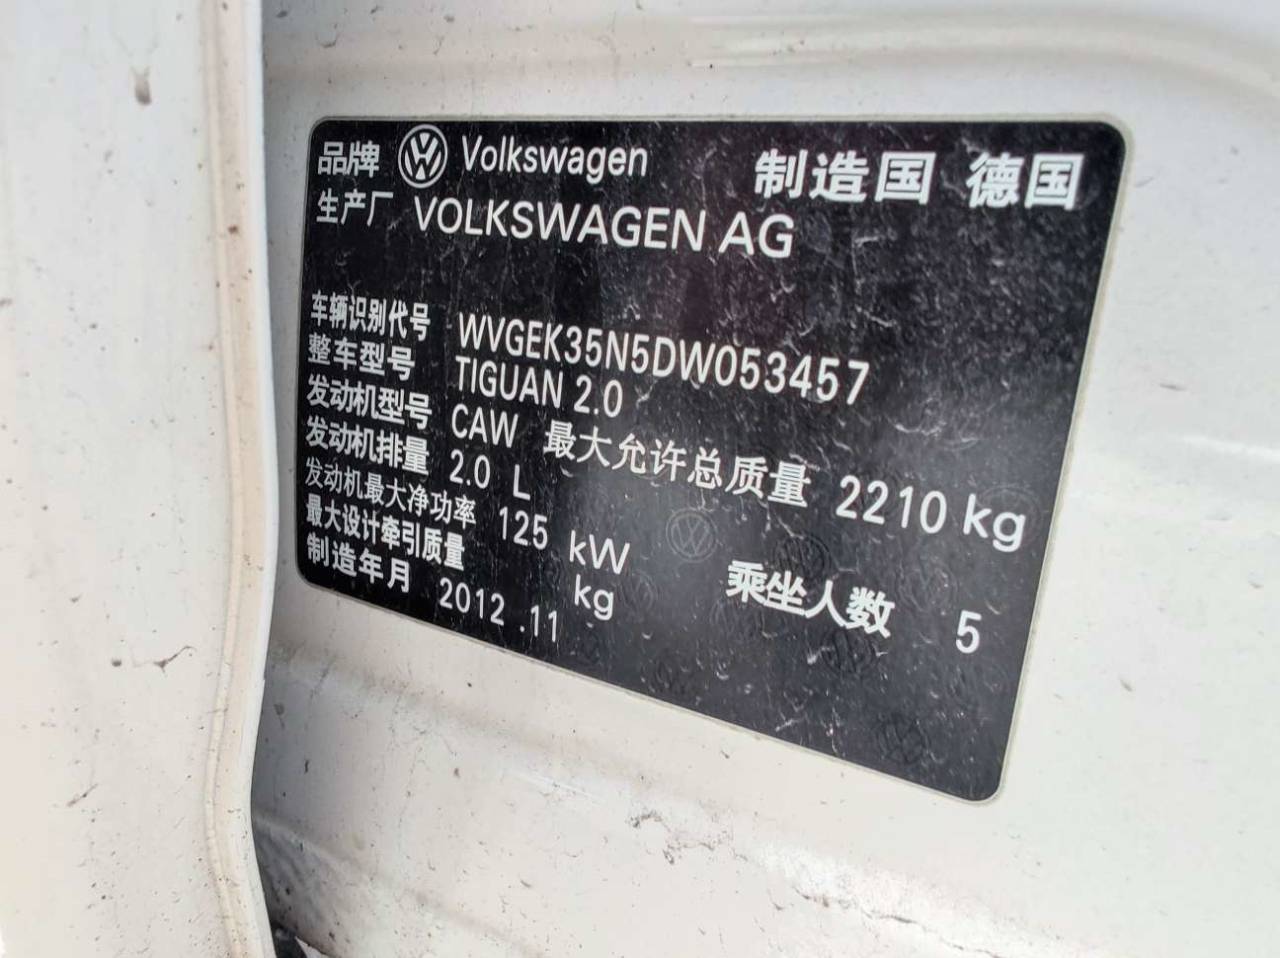 品牌 Volkswagen 制造国 德国
生产厂 VOLKSWAGEN AG
车辆识别代号 WVGEK35N5DW053457
整车型号 TIGUAN 2.0
发动机型号 CAW 最大允许总质量 2210 kg
发动机排量 2.0 L
发动机最大净功率 125 kW
最大设计牵引质量 kg 乘坐人数 5
制造年月 2012.11